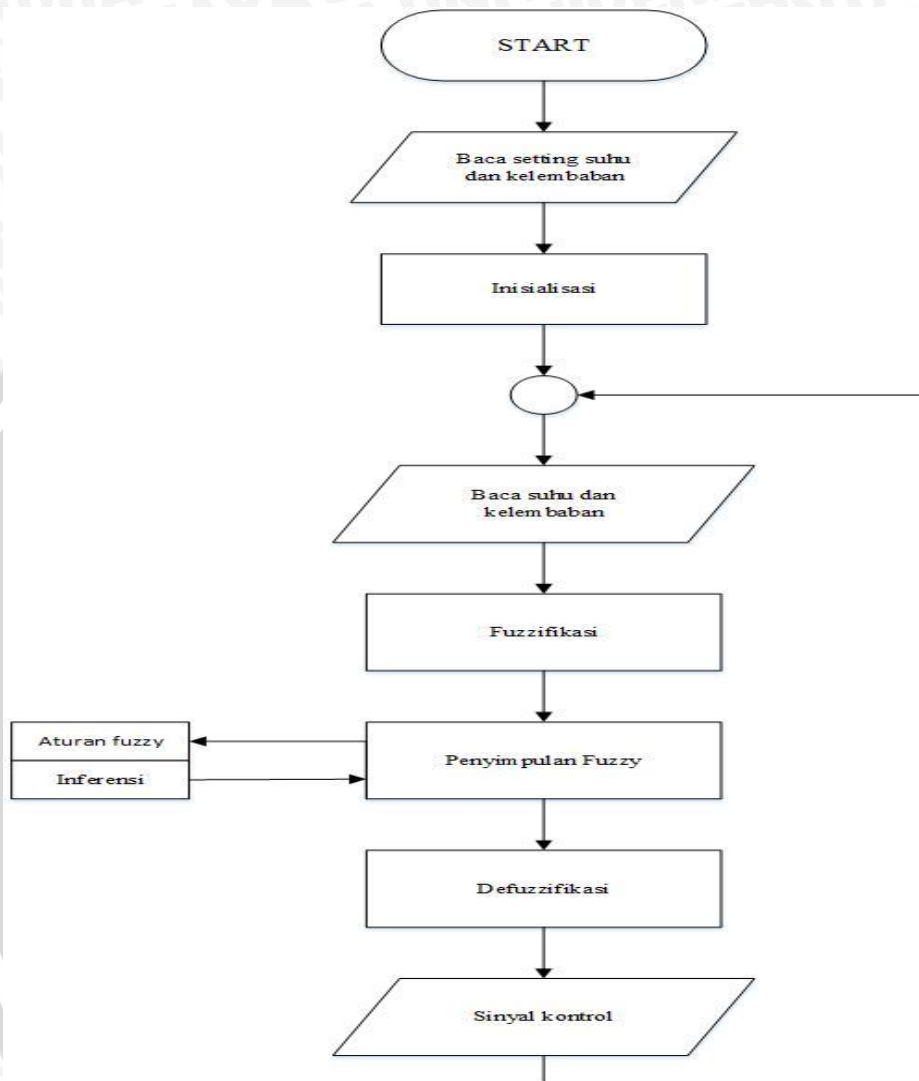 START
Baca setting suhu
dan kelembaban
Inisialisasi
Baca suhu dan
kelembaban
Fuzzifikasi
Aturan fuzzy
Inferensi
Penyimpulan Fuzzy
Defuzzifikasi
Sinyal kontrol